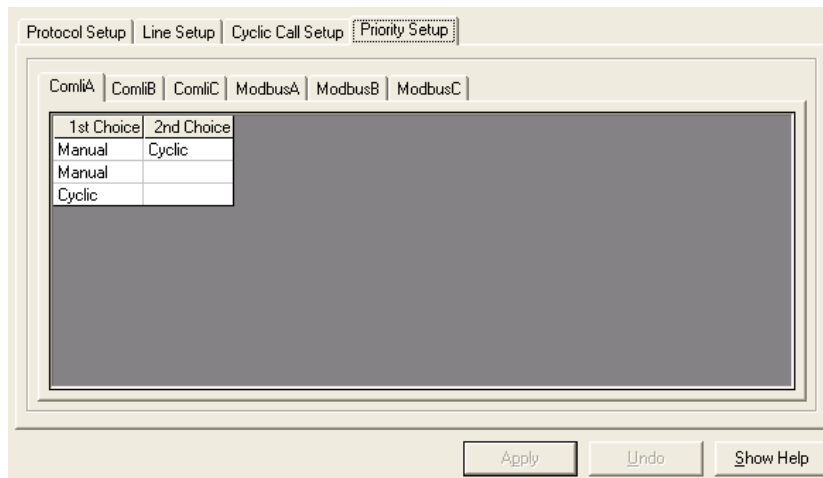 Protocol Setup Line Setup Cyclic Call Setup Priority Setup
ComliA ComliB ComliC ModbusA ModbusB ModbusC
1st Choice 2nd Choice
Manual Cyclic
Manual
Cyclic
Apply Undo Show Help